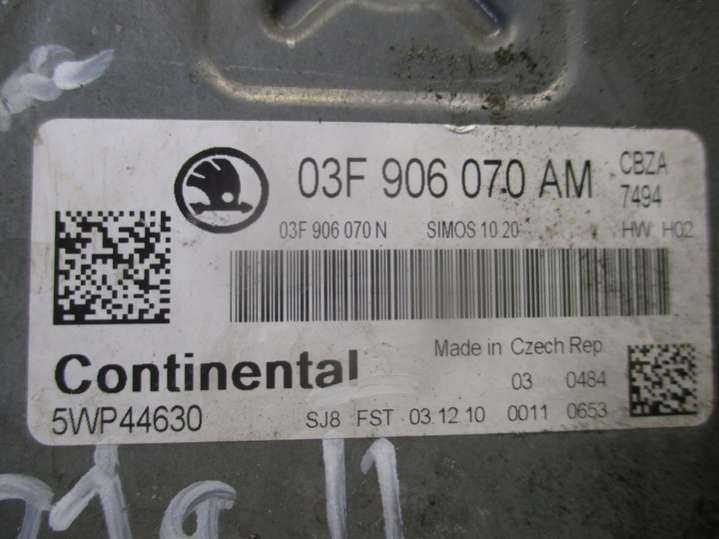 03F 906 070 AM
CBZA
7494
03F 906 070 N SIMOS 10.20 HW H02
Continental
5WP44630
Made in Czech Rep
03 0484
SJ8 FST 03.12.10 0011 0653